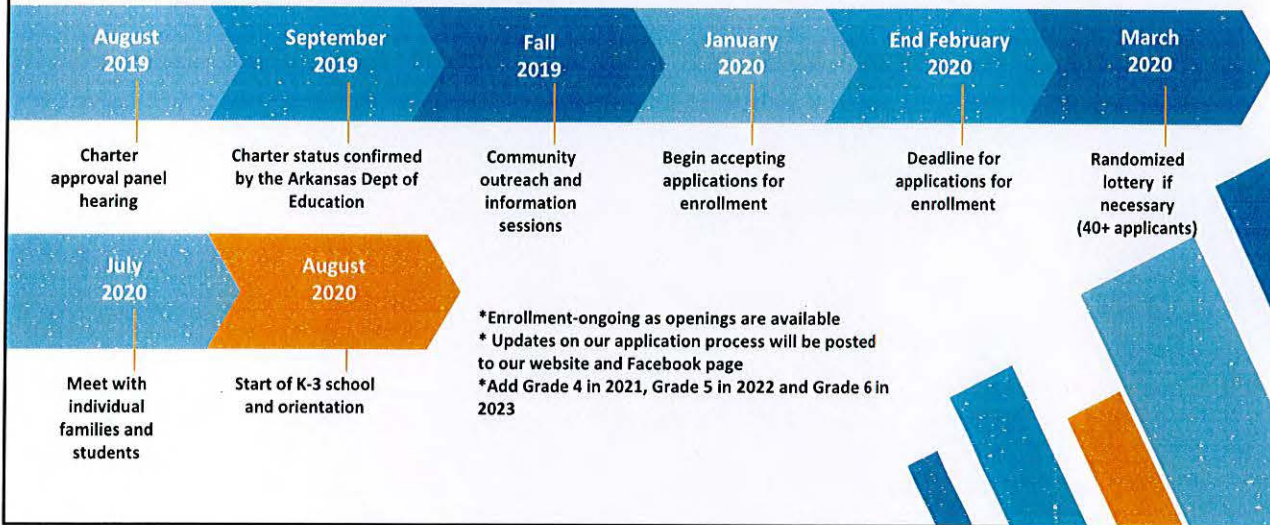 August
2019
September
2019
Fall
2019
January
2020
End February
2020
March
2020
Charter
approval panel
hearing
Charter status confirmed
by the Arkansas Dept of
Education
Community
outreach and
information
sessions
Begin accepting
applications for
enrollment
Deadline for
applications for
enrollment
Randomized
lottery if
necessary
(40+ applicants)
July
2020
August
2020
Meet with
individual
families and
students
Start of K-3 school
and orientation
*Enrollment-ongoing as openings are available
* Updates on our application process will be posted
to our website and Facebook page
*Add Grade 4 in 2021, Grade 5 in 2022 and Grade 6 in
2023